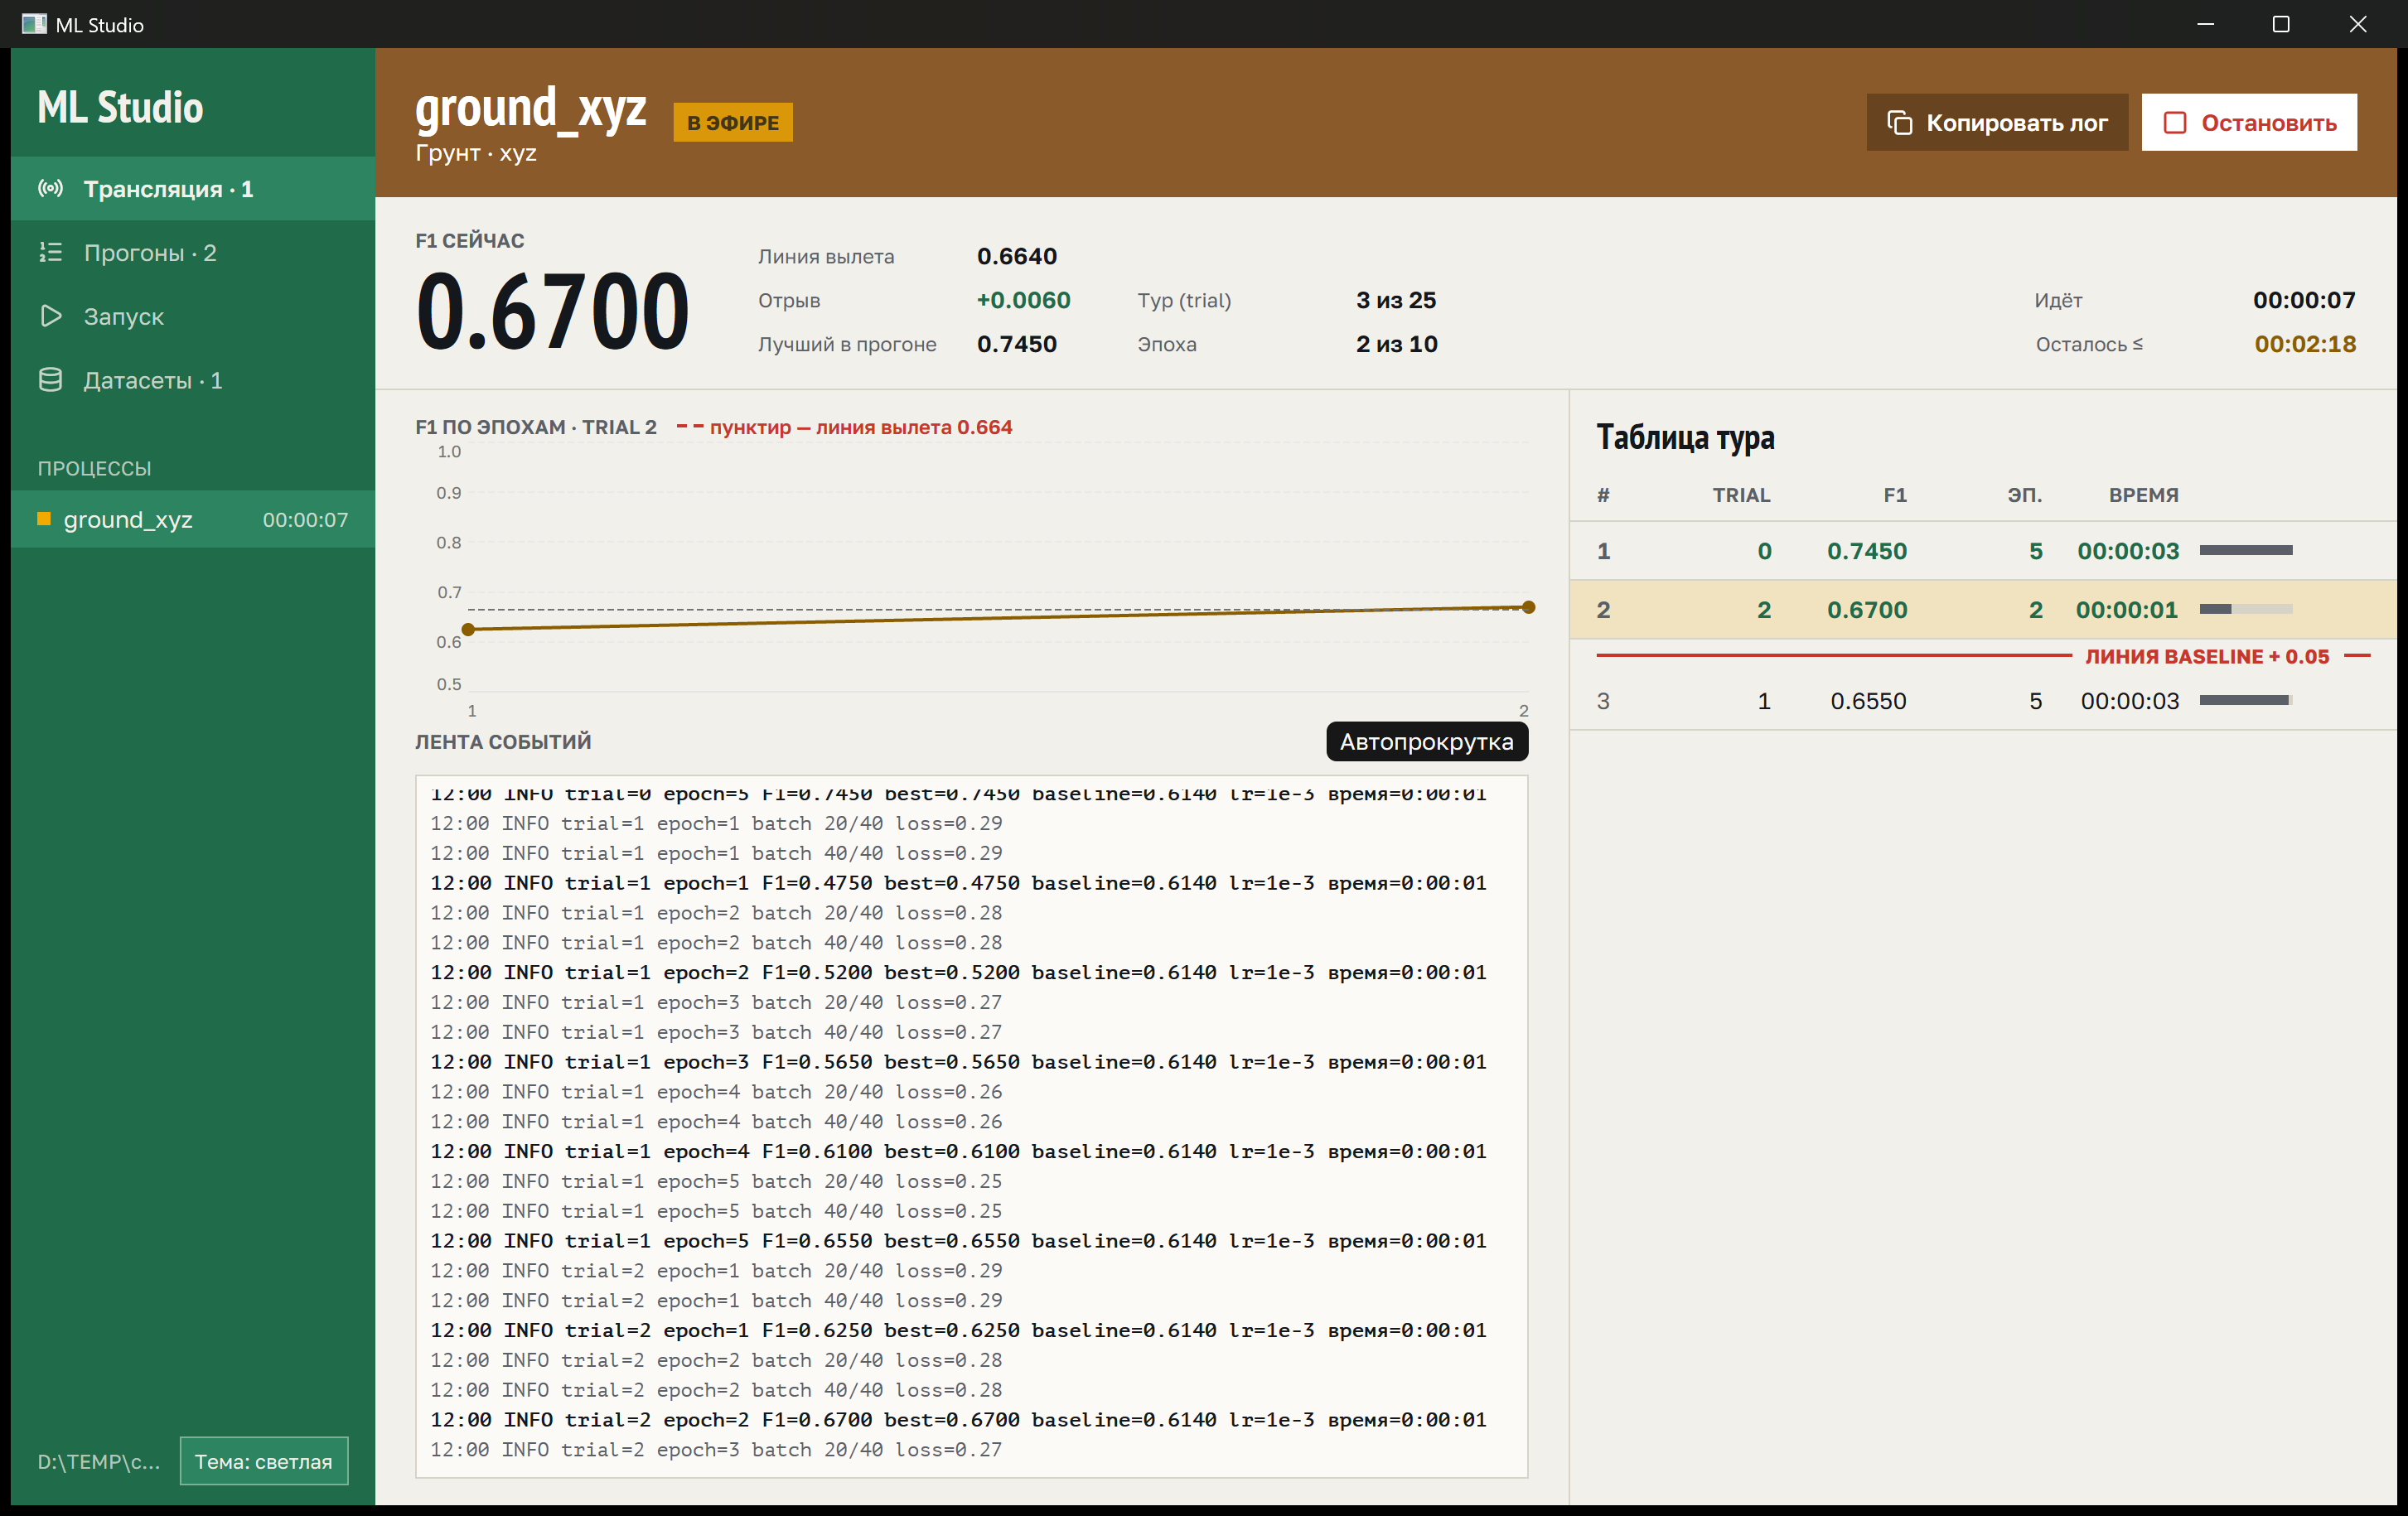 ML Studio
ML Studio
Трансляция · 1
Прогоны · 2
Запуск
Датасеты · 1
ПРОЦЕССЫ
ground_xyz 00:00:07
D:\TEMP\c...
Тема: светлая
ground_xyz
В ЭФИРЕ
Грунт · xyz
Копировать лог
Остановить
F1 СЕЙЧАС
0.6700
Линия вылета 0.6640
Отрыв +0.0060
Лучший в прогоне 0.7450
Тур (trial) 3 из 25
Эпоха 2 из 10
Идёт 00:00:07
Осталось ≤ 00:02:18
F1 ПО ЭПОХАМ · TRIAL 2
пунктир — линия вылета 0.664
1.0
0.9
0.8
0.7
0.6
0.5
1 2
ЛЕНТА СОБЫТИЙ
Автопрокрутка
12:00 INFO trial=0 epoch=5 F1=0.7450 best=0.7450 baseline=0.6140 lr=1e-3 время=0:00:01
12:00 INFO trial=1 epoch=1 batch 20/40 loss=0.29
12:00 INFO trial=1 epoch=1 batch 40/40 loss=0.29
12:00 INFO trial=1 epoch=1 F1=0.4750 best=0.4750 baseline=0.6140 lr=1e-3 время=0:00:01
12:00 INFO trial=1 epoch=2 batch 20/40 loss=0.28
12:00 INFO trial=1 epoch=2 batch 40/40 loss=0.28
12:00 INFO trial=1 epoch=2 F1=0.5200 best=0.5200 baseline=0.6140 lr=1e-3 время=0:00:01
12:00 INFO trial=1 epoch=3 batch 20/40 loss=0.27
12:00 INFO trial=1 epoch=3 batch 40/40 loss=0.27
12:00 INFO trial=1 epoch=3 F1=0.5650 best=0.5650 baseline=0.6140 lr=1e-3 время=0:00:01
12:00 INFO trial=1 epoch=4 batch 20/40 loss=0.26
12:00 INFO trial=1 epoch=4 batch 40/40 loss=0.26
12:00 INFO trial=1 epoch=4 F1=0.6100 best=0.6100 baseline=0.6140 lr=1e-3 время=0:00:01
12:00 INFO trial=1 epoch=5 batch 20/40 loss=0.25
12:00 INFO trial=1 epoch=5 batch 40/40 loss=0.25
12:00 INFO trial=1 epoch=5 F1=0.6550 best=0.6550 baseline=0.6140 lr=1e-3 время=0:00:01
12:00 INFO trial=2 epoch=1 batch 20/40 loss=0.29
12:00 INFO trial=2 epoch=1 batch 40/40 loss=0.29
12:00 INFO trial=2 epoch=1 F1=0.6250 best=0.6250 baseline=0.6140 lr=1e-3 время=0:00:01
12:00 INFO trial=2 epoch=2 batch 20/40 loss=0.28
12:00 INFO trial=2 epoch=2 batch 40/40 loss=0.28
12:00 INFO trial=2 epoch=2 F1=0.6700 best=0.6700 baseline=0.6140 lr=1e-3 время=0:00:01
12:00 INFO trial=2 epoch=3 batch 20/40 loss=0.27
Таблица тура
# TRIAL F1 ЭП. ВРЕМЯ
1 0 0.7450 5 00:00:03
2 2 0.6700 2 00:00:01
ЛИНИЯ BASELINE + 0.05
3 1 0.6550 5 00:00:03